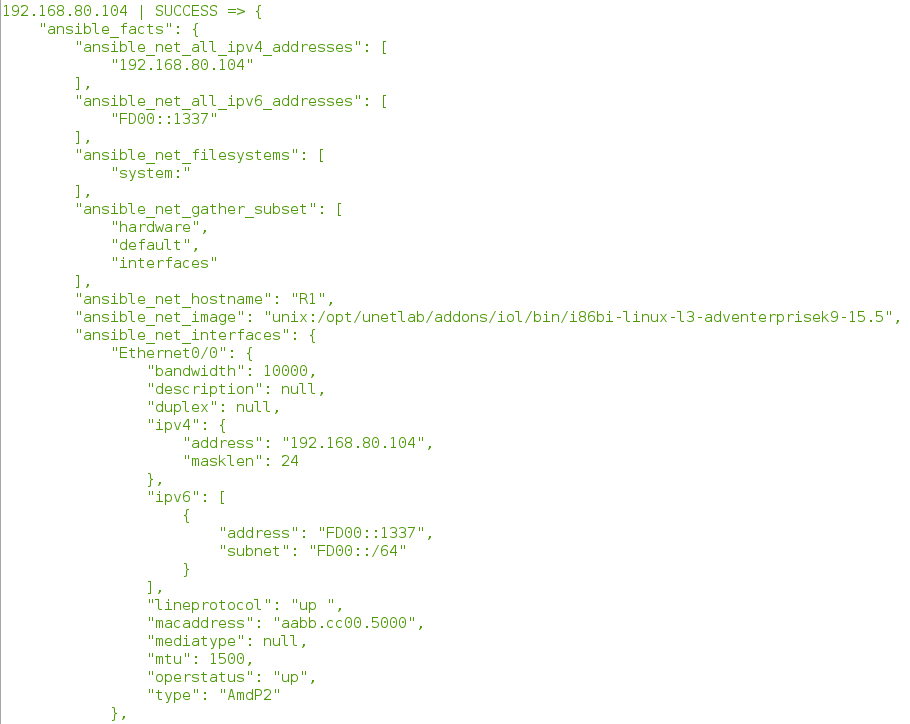 192.168.80.104 | SUCCESS => {
    "ansible_facts": {
        "ansible_net_all_ipv4_addresses": [
            "192.168.80.104"
        ],
        "ansible_net_all_ipv6_addresses": [
            "FD00::1337"
        ],
        "ansible_net_filesystems": [
            "system:"
        ],
        "ansible_net_gather_subset": [
            "hardware",
            "default",
            "interfaces"
        ],
        "ansible_net_hostname": "R1",
        "ansible_net_image": "unix:/opt/unetlab/addons/iol/bin/i86bi-linux-l3-adventerprisek9-15.5",
        "ansible_net_interfaces": {
            "Ethernet0/0": {
                "bandwidth": 10000,
                "description": null,
                "duplex": null,
                "ipv4": {
                    "address": "192.168.80.104",
                    "masklen": 24
                },
                "ipv6": [
                    {
                        "address": "FD00::1337",
                        "subnet": "FD00::/64"
                    }
                ],
                "lineprotocol": "up ",
                "macaddress": "aabb.cc00.5000",
                "mediatype": null,
                "mtu": 1500,
                "operstatus": "up",
                "type": "AmdP2"
            },